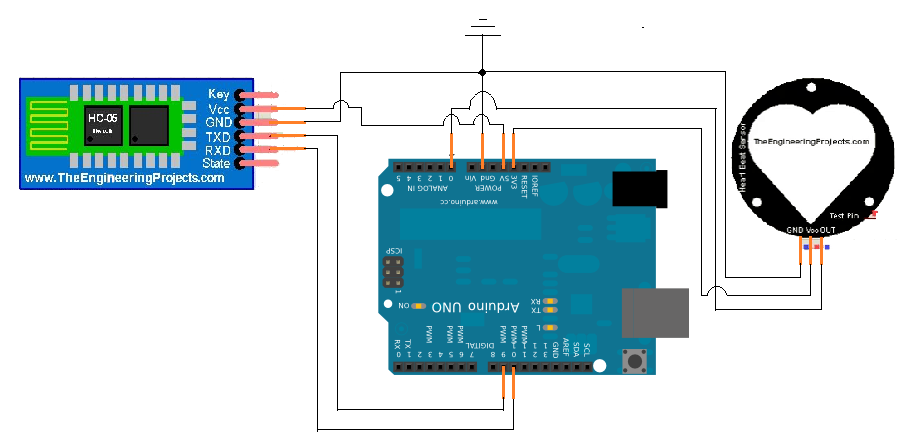 Key
Vcc
GND
TXD
RXD
State
HC-05
www.TheEngineeringProjects.com
Heart Beat Sensor
TheEngineeringProjects.com
Test Pin
GND Vcc OUT
5 4 3 2 1 0
ANALOG IN
Vin Gnd 5V 3V3 RESET IOREF
POWER
www.arduino.cc
ICSP
1
ON
Arduino UNO
RX
TX
L
PWM PWM PWM PWM PWM PWM
DIGITAL
RX 0
TX 1
2 3 4 5 6 7
8 9 10 11 12 13
GND
AREF
SDA
SCL